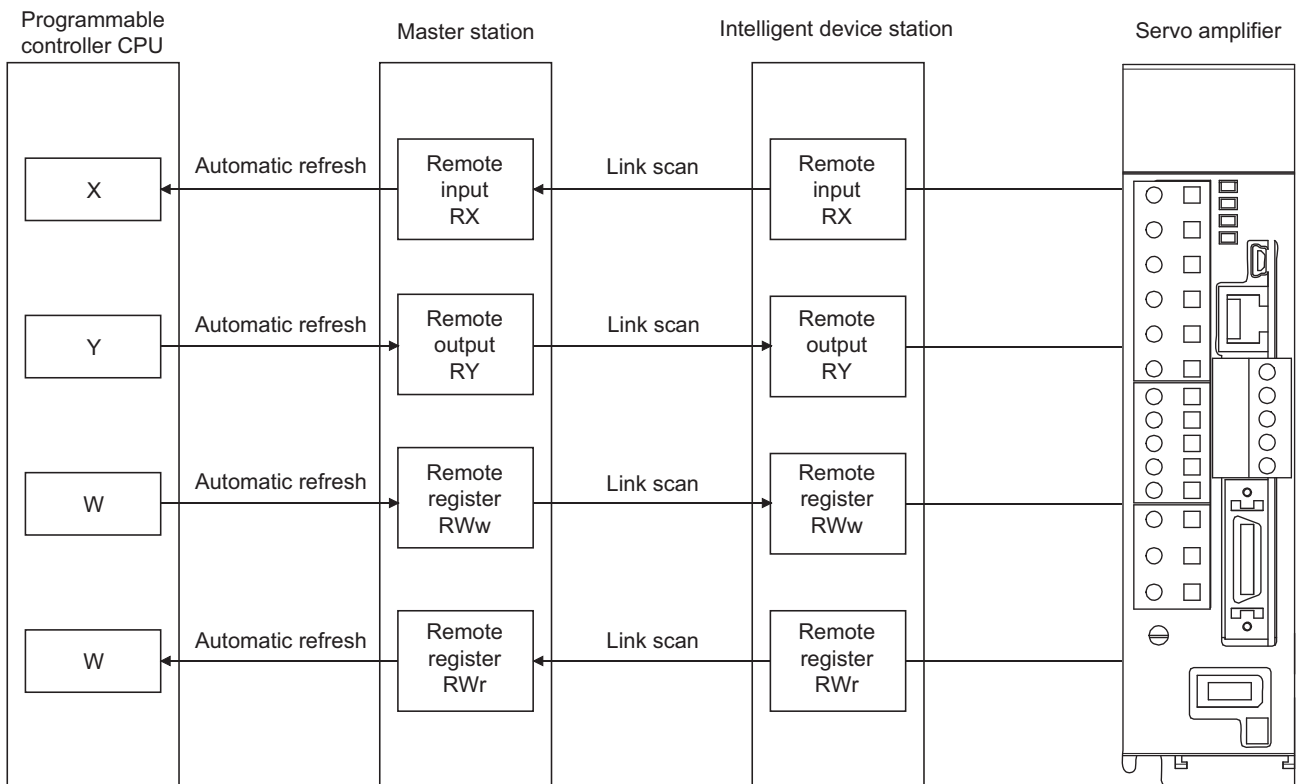 Programmable
controller CPU
Master station
Intelligent device station
Servo amplifier
X
Automatic refresh
Remote
input
RX
Link scan
Remote
input
RX
Y
Automatic refresh
Remote
output
RY
Link scan
Remote
output
RY
W
Automatic refresh
Remote
register
RWw
Link scan
Remote
register
RWw
W
Automatic refresh
Remote
register
RWr
Link scan
Remote
register
RWr